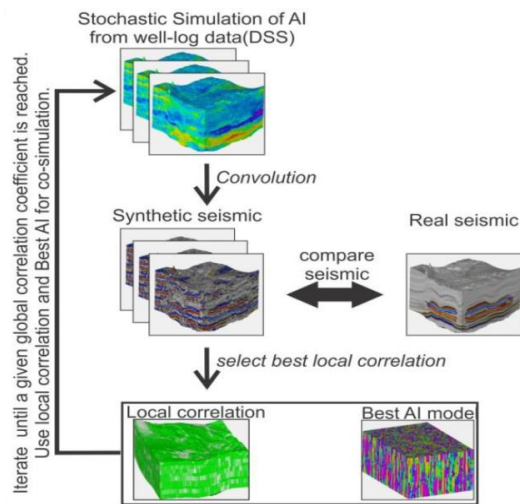 Stochastic Simulation of AI
from well-log data(DSS)
Convolution
Synthetic seismic
Real seismic
compare
seismic
select best local correlation
Local correlation
Best AI model
Iterate until a given global correlation coefficient is reached.
Use local correlation and Best AI for co-simulation.